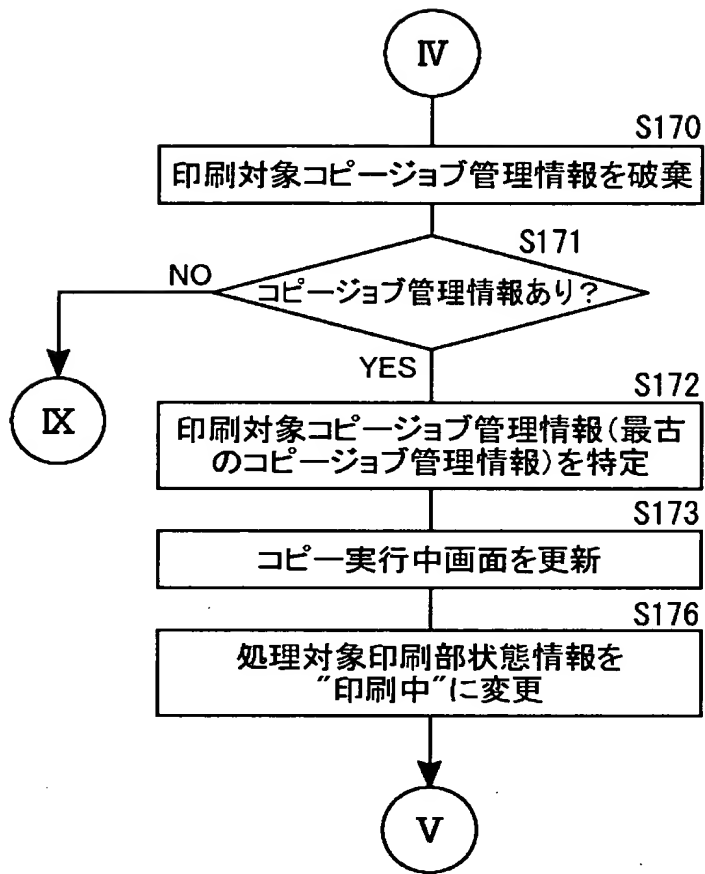 Ⅳ
S170
印刷対象コピージョブ管理情報を破棄
S171
コピージョブ管理情報あり？
NO
YES
Ⅸ
S172
印刷対象コピージョブ管理情報(最古
のコピージョブ管理情報)を特定
S173
コピー実行中画面を更新
S176
処理対象印刷部状態情報を
"印刷中"に変更
Ⅴ